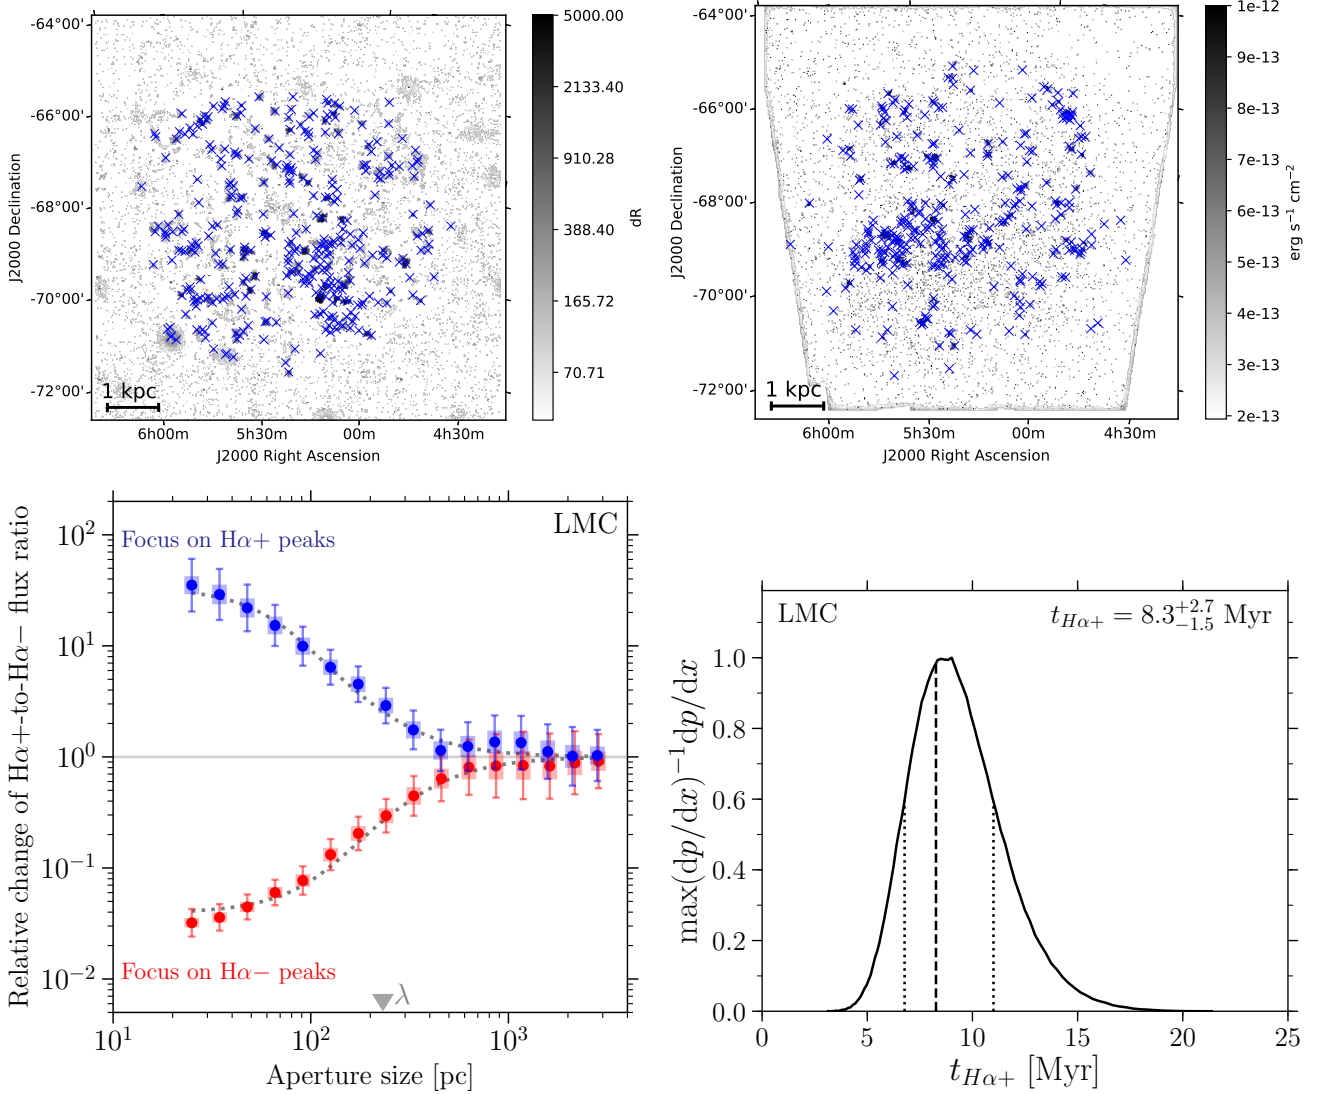 -64°00'
-66°00'
-68°00'
-70°00'
-72°00'
J2000 Declination
1 kpc
6h00m 5h30m 00m 4h30m
J2000 Right Ascension
5000.00
2133.40
910.28
388.40
165.72
70.71
dR
-64°00'
-66°00'
-68°00'
-70°00'
-72°00'
J2000 Declination
1 kpc
6h00m 5h30m 00m 4h30m
J2000 Right Ascension
1e-12
9e-13
8e-13
7e-13
6e-13
5e-13
4e-13
3e-13
2e-13
erg s⁻¹ cm⁻²
Relative change of Hα+-to-Hα− flux ratio
10²
10¹
10⁰
10⁻¹
10⁻²
Focus on Hα+ peaks
LMC
Focus on Hα− peaks
λ
10¹ 10² 10³
Aperture size [pc]
max(dp/dx)⁻¹dp/dx
LMC
t_{Hα+} = 8.3^{+2.7}_{−1.5} Myr
1.0
0.8
0.6
0.4
0.2
0.0
0 5 10 15 20 25
t_{Hα+} [Myr]